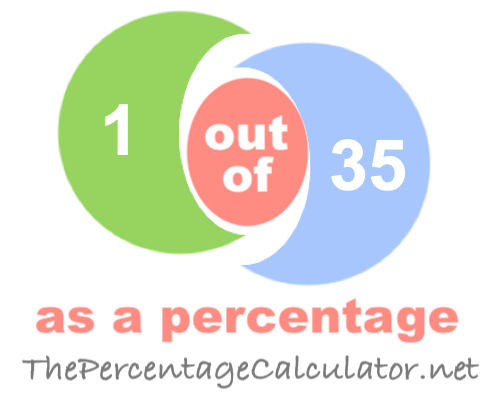 1
out
of
35
as a percentage
ThePercentageCalculator.net